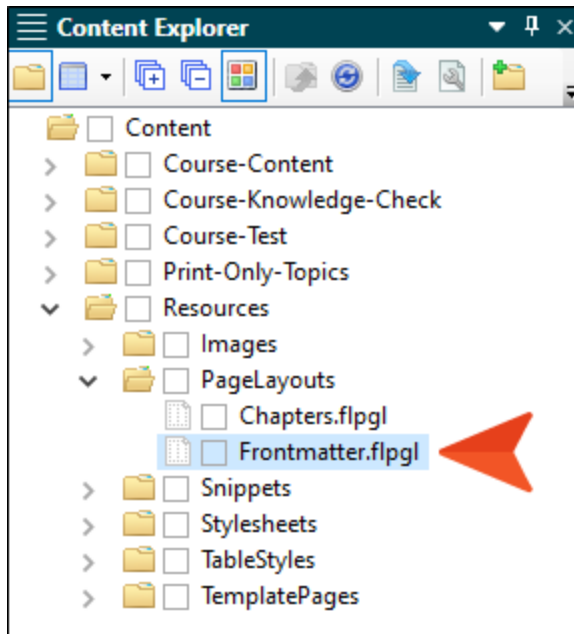 Content Explorer
Content
Course-Content
Course-Knowledge-Check
Course-Test
Print-Only-Topics
Resources
Images
PageLayouts
Chapters.flpgl
Frontmatter.flpgl
Snippets
Stylesheets
TableStyles
TemplatePages